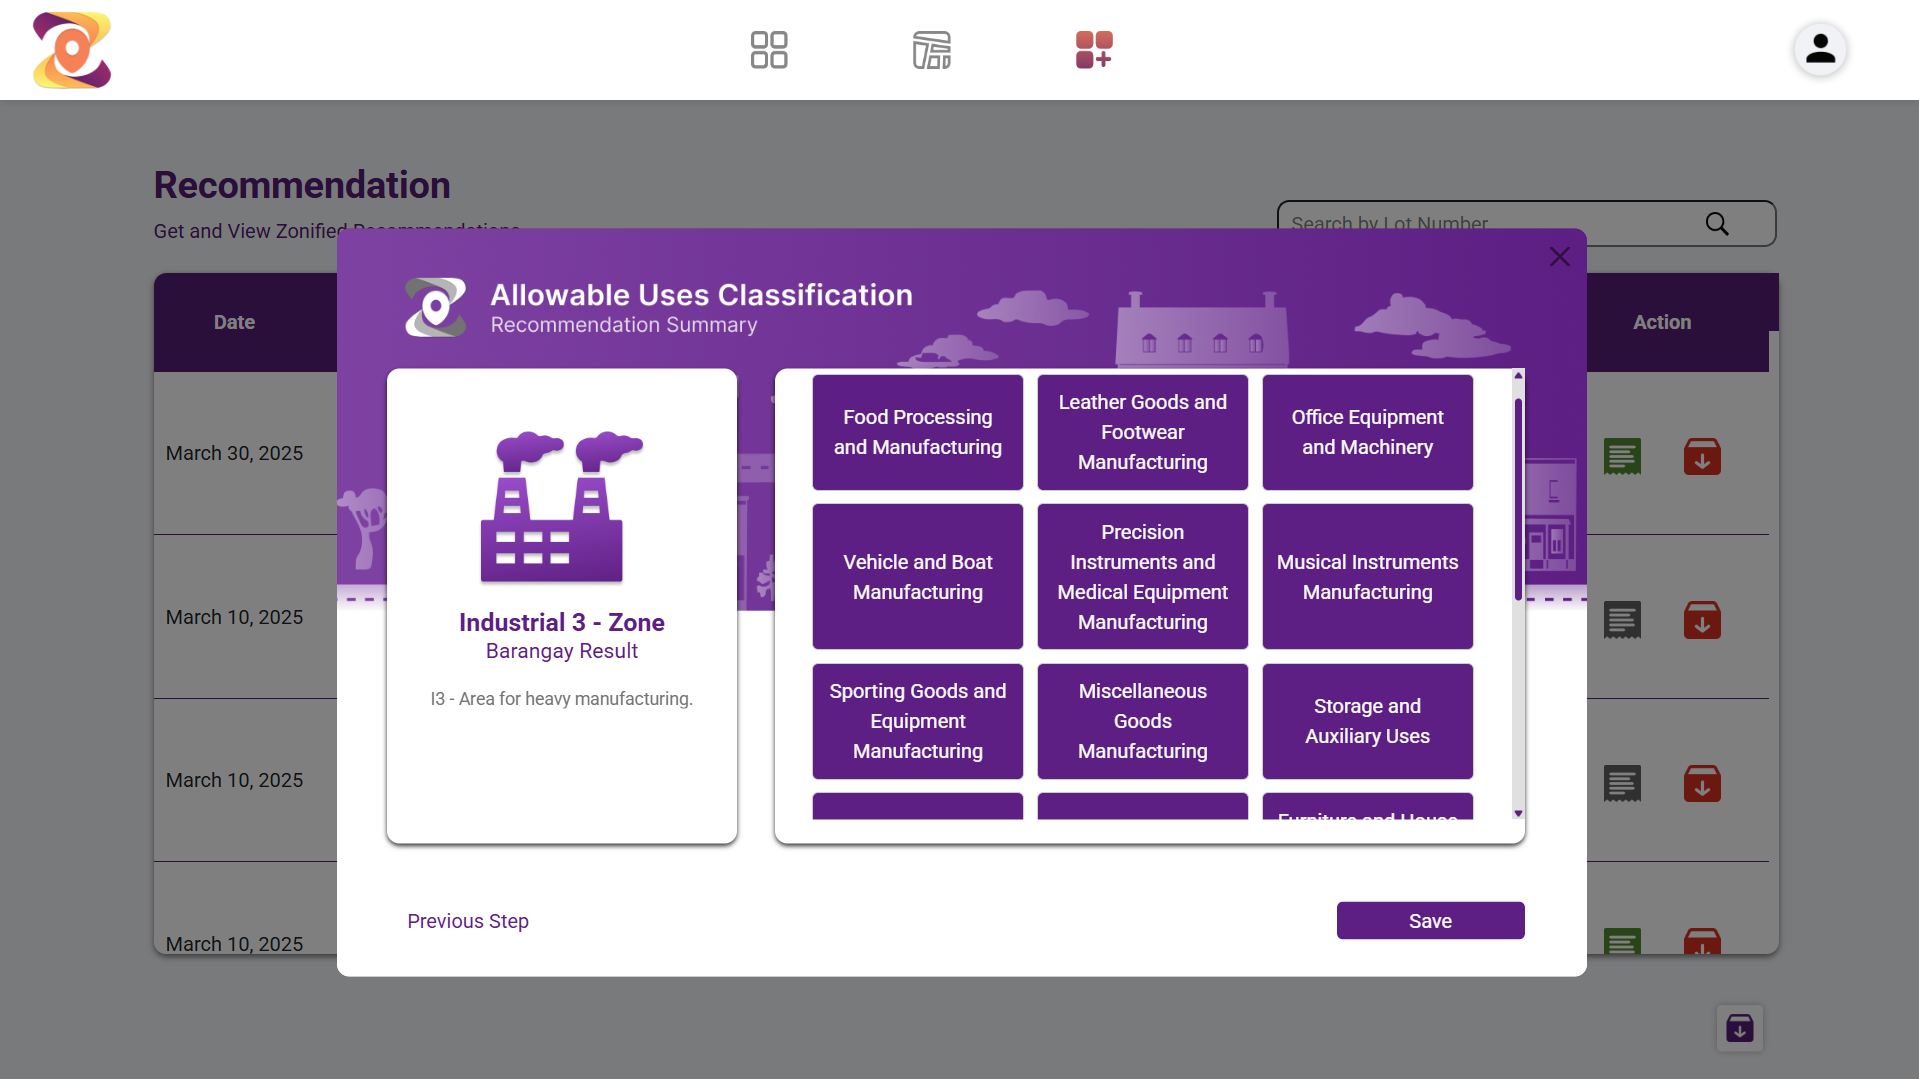 Recommendation
Get and View Zonified Recommendations
Search by Lot Number
Date
Action
March 30, 2025
March 10, 2025
March 10, 2025
March 10, 2025
Allowable Uses Classification
Recommendation Summary
Industrial 3 - Zone
Barangay Result
I3 - Area for heavy manufacturing.
Food Processing
and Manufacturing
Leather Goods and
Footwear
Manufacturing
Office Equipment
and Machinery
Vehicle and Boat
Manufacturing
Precision
Instruments and
Medical Equipment
Manufacturing
Musical Instruments
Manufacturing
Sporting Goods and
Equipment
Manufacturing
Miscellaneous
Goods
Manufacturing
Storage and
Auxiliary Uses
Furniture and House
Previous Step
Save